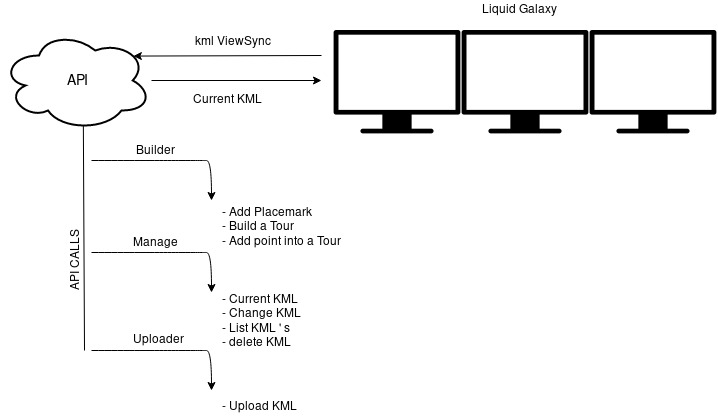 Liquid Galaxy
kml ViewSync
API
Current KML
Builder
- Add Placemark
- Build a Tour
- Add point into a Tour
API CALLS
Manage
- Current KML
- Change KML
- List KML ' s
- delete KML
Uploader
- Upload KML